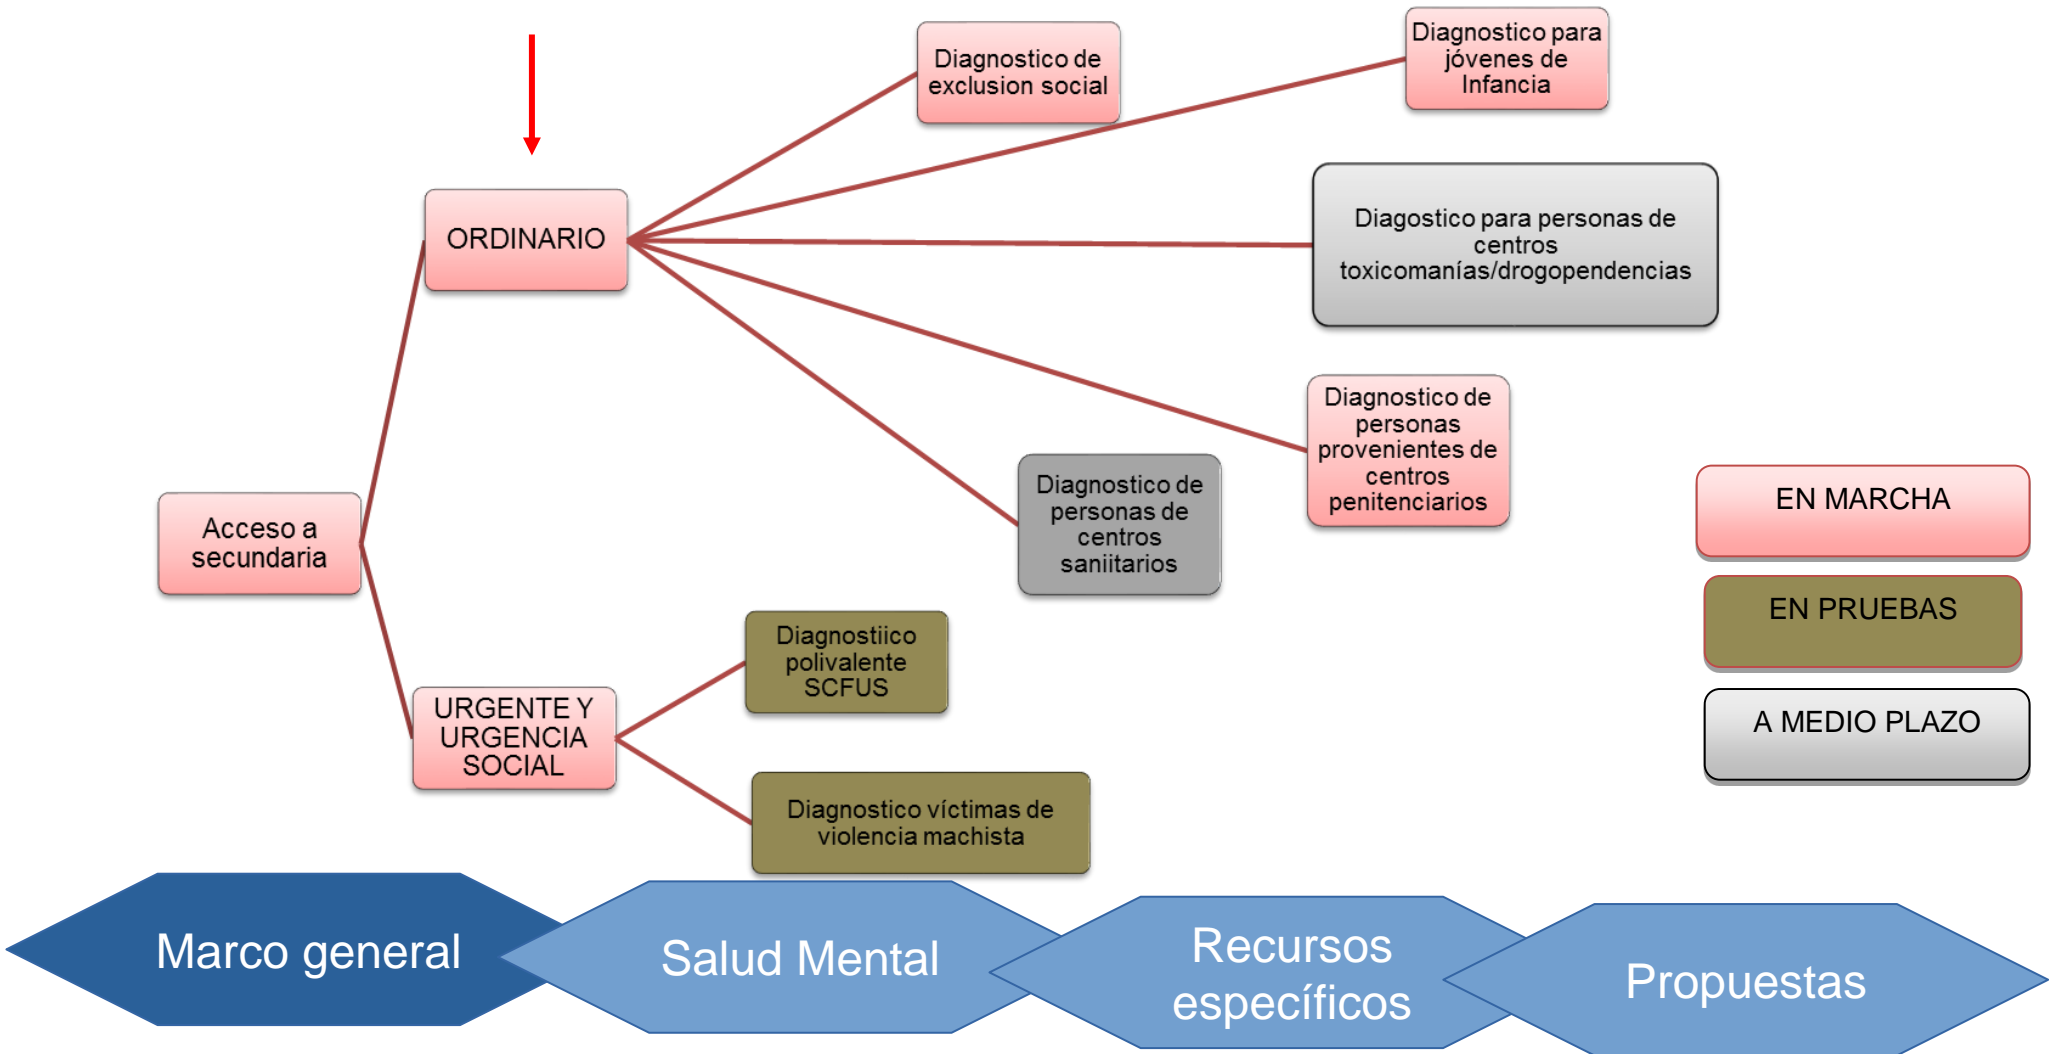 Diagnostico de
exclusion social
Diagnostico para
jóvenes de
Infancia
ORDINARIO
Diagostico para personas de
centros
toxicomanías/drogopendencias
Diagnostico de
personas
provenientes de
centros
penitenciarios
Diagnostico de
personas de
centros
saniitarios
Acceso a
secundaria
Diagnostiico
polivalente
SCFUS
URGENTE Y
URGENCIA
SOCIAL
Diagnostico víctimas de
violencia machista
EN MARCHA
EN PRUEBAS
A MEDIO PLAZO
Marco general
Salud Mental
Recursos
específicos
Propuestas